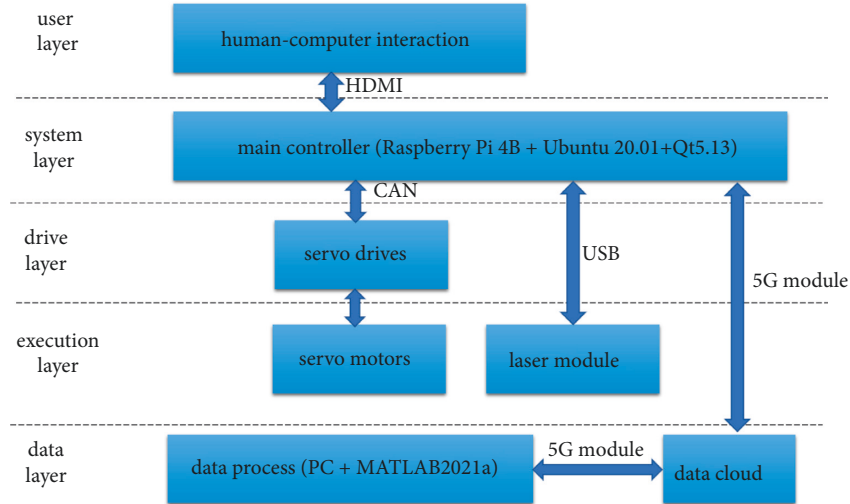 user
layer
human-computer interaction
HDMI
system
layer
main controller (Raspberry Pi 4B + Ubuntu 20.01+Qt5.13)
CAN
drive
layer
servo drives
USB
5G module
execution
layer
servo motors
laser module
data
layer
data process (PC + MATLAB2021a)
5G module
data cloud